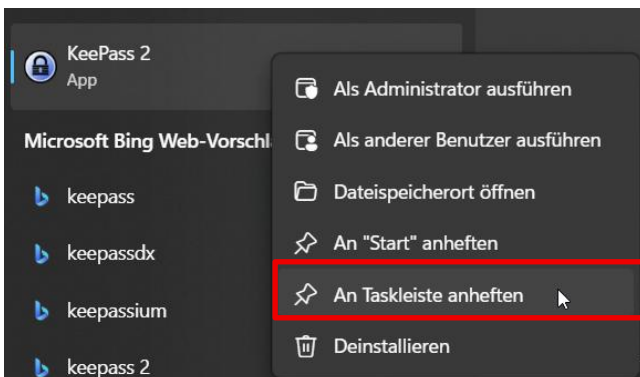 KeePass 2
App
Microsoft Bing Web-Vorschl
keepass
keepassdx
keepassium
keepass 2
Als Administrator ausführen
Als anderer Benutzer ausführen
Dateispeicherort öffnen
An "Start" anheften
An Taskleiste anheften
Deinstallieren